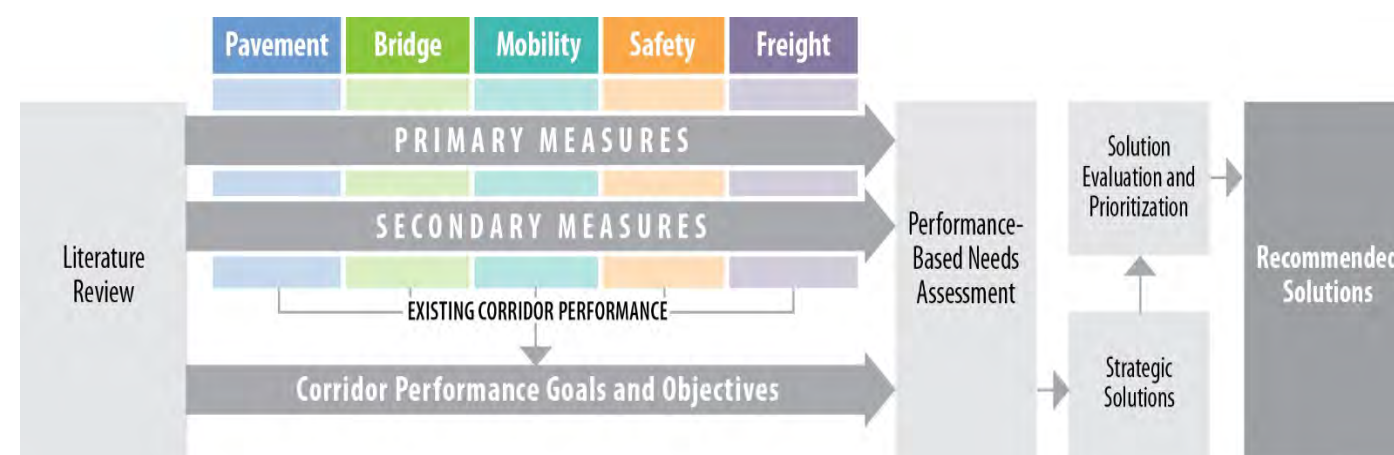 Pavement
Bridge
Mobility
Safety
Freight
PRIMARY MEASURES
SECONDARY MEASURES
EXISTING CORRIDOR PERFORMANCE
Corridor Performance Goals and Objectives
Literature
Review
Performance-
Based Needs
Assessment
Solution
Evaluation and
Prioritization
Strategic
Solutions
Recommended
Solutions